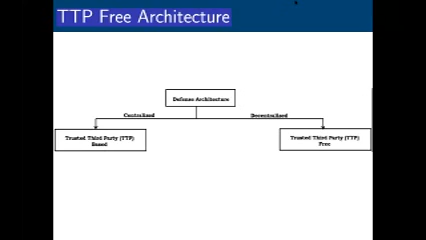 TTP Free Architecture
Defense Architecture
Centralized
Decentralized
Trusted Third Party (TTP)
Based
Trusted Third Party (TTP)
Free